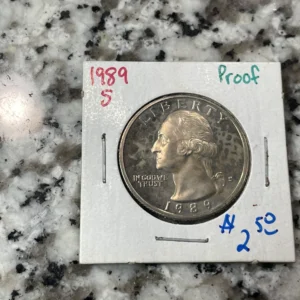 1989 Proof
S
LIBERTY
IN GOD WE
TRUST
1989
$ 2 50